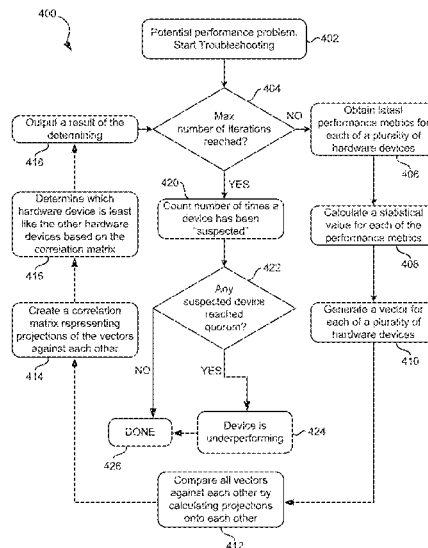 400
Potential performance problem.
Start Troubleshooting
402
404
Max
number of iterations
reached?
NO
YES
Obtain latest
performance metrics for
each of a plurality of
hardware devices
406
Calculate a statistical
value for each of the
performance metrics
408
Generate a vector for
each of a plurality of
hardware devices
410
Compare all vectors
against each other by
calculating projections
onto each other
412
Create a correlation
matrix representing
projections of the vectors
against each other
414
Determine which
hardware device is least
like the other hardware
devices based on the
correlation matrix
416
Output a result of the
determining
418
420
Count number of times a
device has been
"suspected"
422
Any
suspected device
reached
quorum?
NO
YES
Device is
underperforming
424
DONE
426